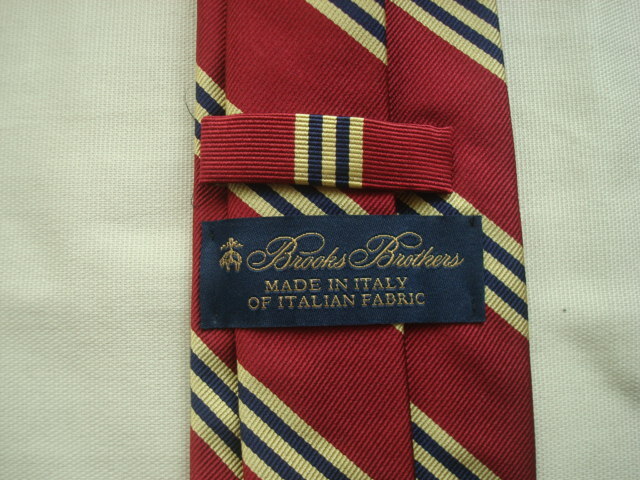 Brooks Brothers
MADE IN ITALY
OF ITALIAN FABRIC